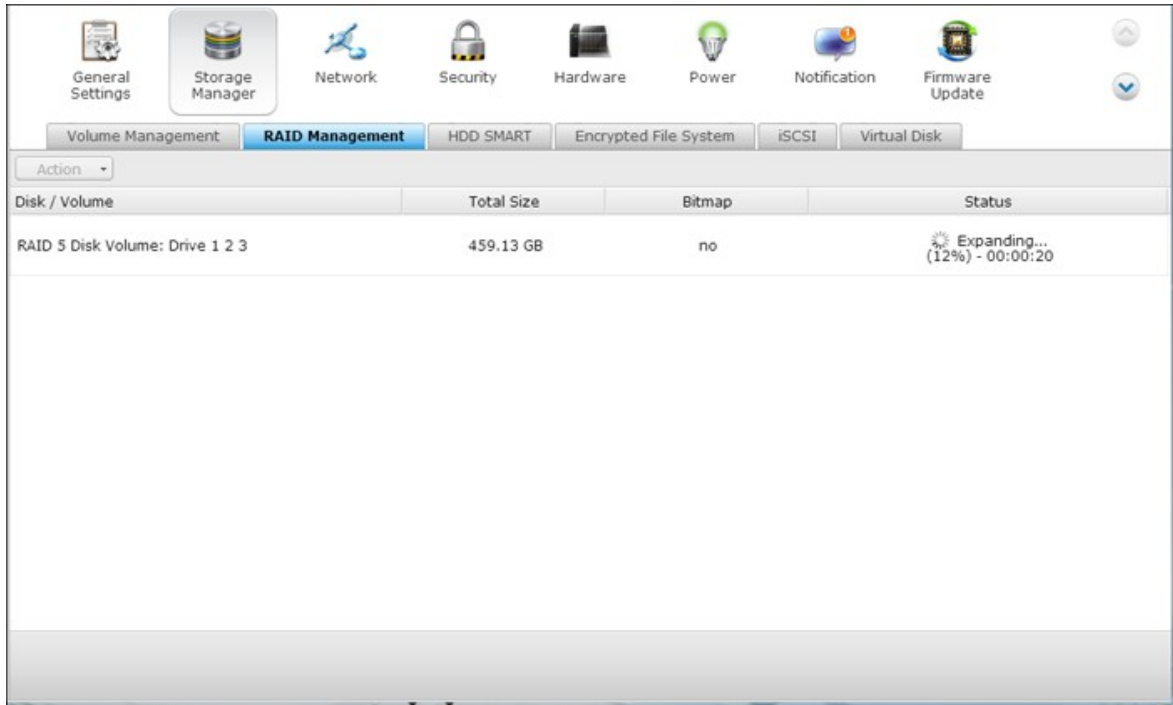 General Settings
Storage Manager
Network
Security
Hardware
Power
Notification
Firmware Update
Volume Management
RAID Management
HDD SMART
Encrypted File System
iSCSI
Virtual Disk
Action
Disk / Volume
Total Size
Bitmap
Status
RAID 5 Disk Volume: Drive 1 2 3
459.13 GB
no
Expanding...
(12%) - 00:00:20